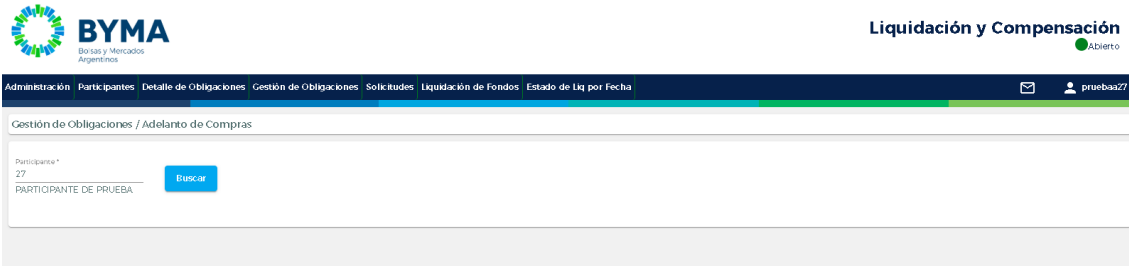 BYMA
Bolsas y Mercados
Argentinos
Liquidación y Compensación
Abierto
Administración Participantes Detalle de Obligaciones Gestión de Obligaciones Solicitudes Liquidación de Fondos Estado de Liq por Fecha pruebaa27
Gestión de Obligaciones / Adelanto de Compras
Participante *
27
PARTICIPANTE DE PRUEBA
Buscar